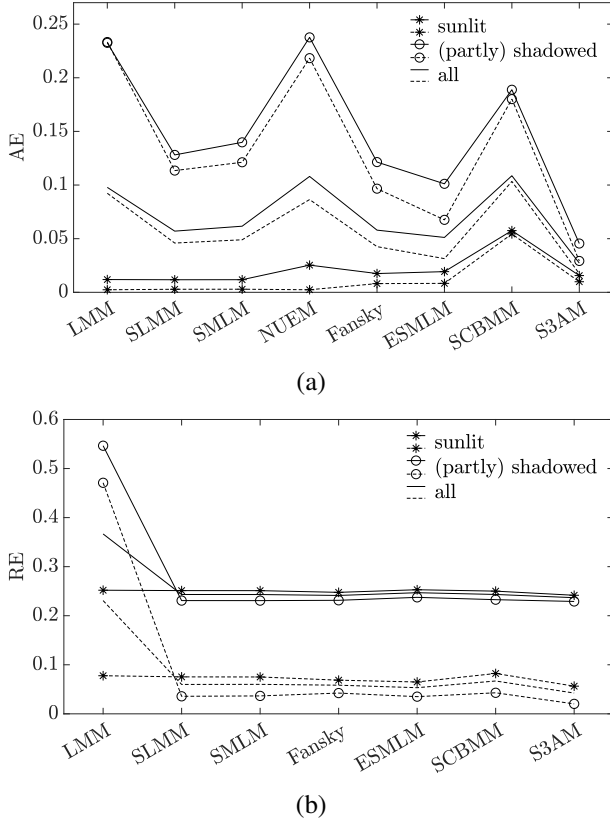 0.25
0.2
0.15
0.1
0.05
0
AE
sunlit
(partly) shadowed
all
LMM
SLMM
SMLM
NUEM
Fansky
ESMLM
SCBMM
S3AM
(a)
0.6
0.5
0.4
0.3
0.2
0.1
0
RE
sunlit
(partly) shadowed
all
LMM
SLMM
SMLM
Fansky
ESMLM
SCBMM
S3AM
(b)